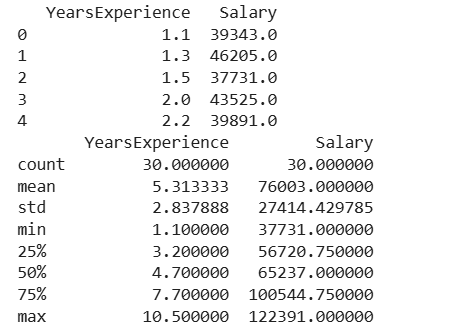 YearsExperience Salary
0 1.1 39343.0
1 1.3 46205.0
2 1.5 37731.0
3 2.0 43525.0
4 2.2 39891.0
YearsExperience Salary
count 30.000000 30.000000
mean 5.313333 76003.000000
std 2.837888 27414.429785
min 1.100000 37731.000000
25% 3.200000 56720.750000
50% 4.700000 65237.000000
75% 7.700000 100544.750000
max 10.500000 122391.000000